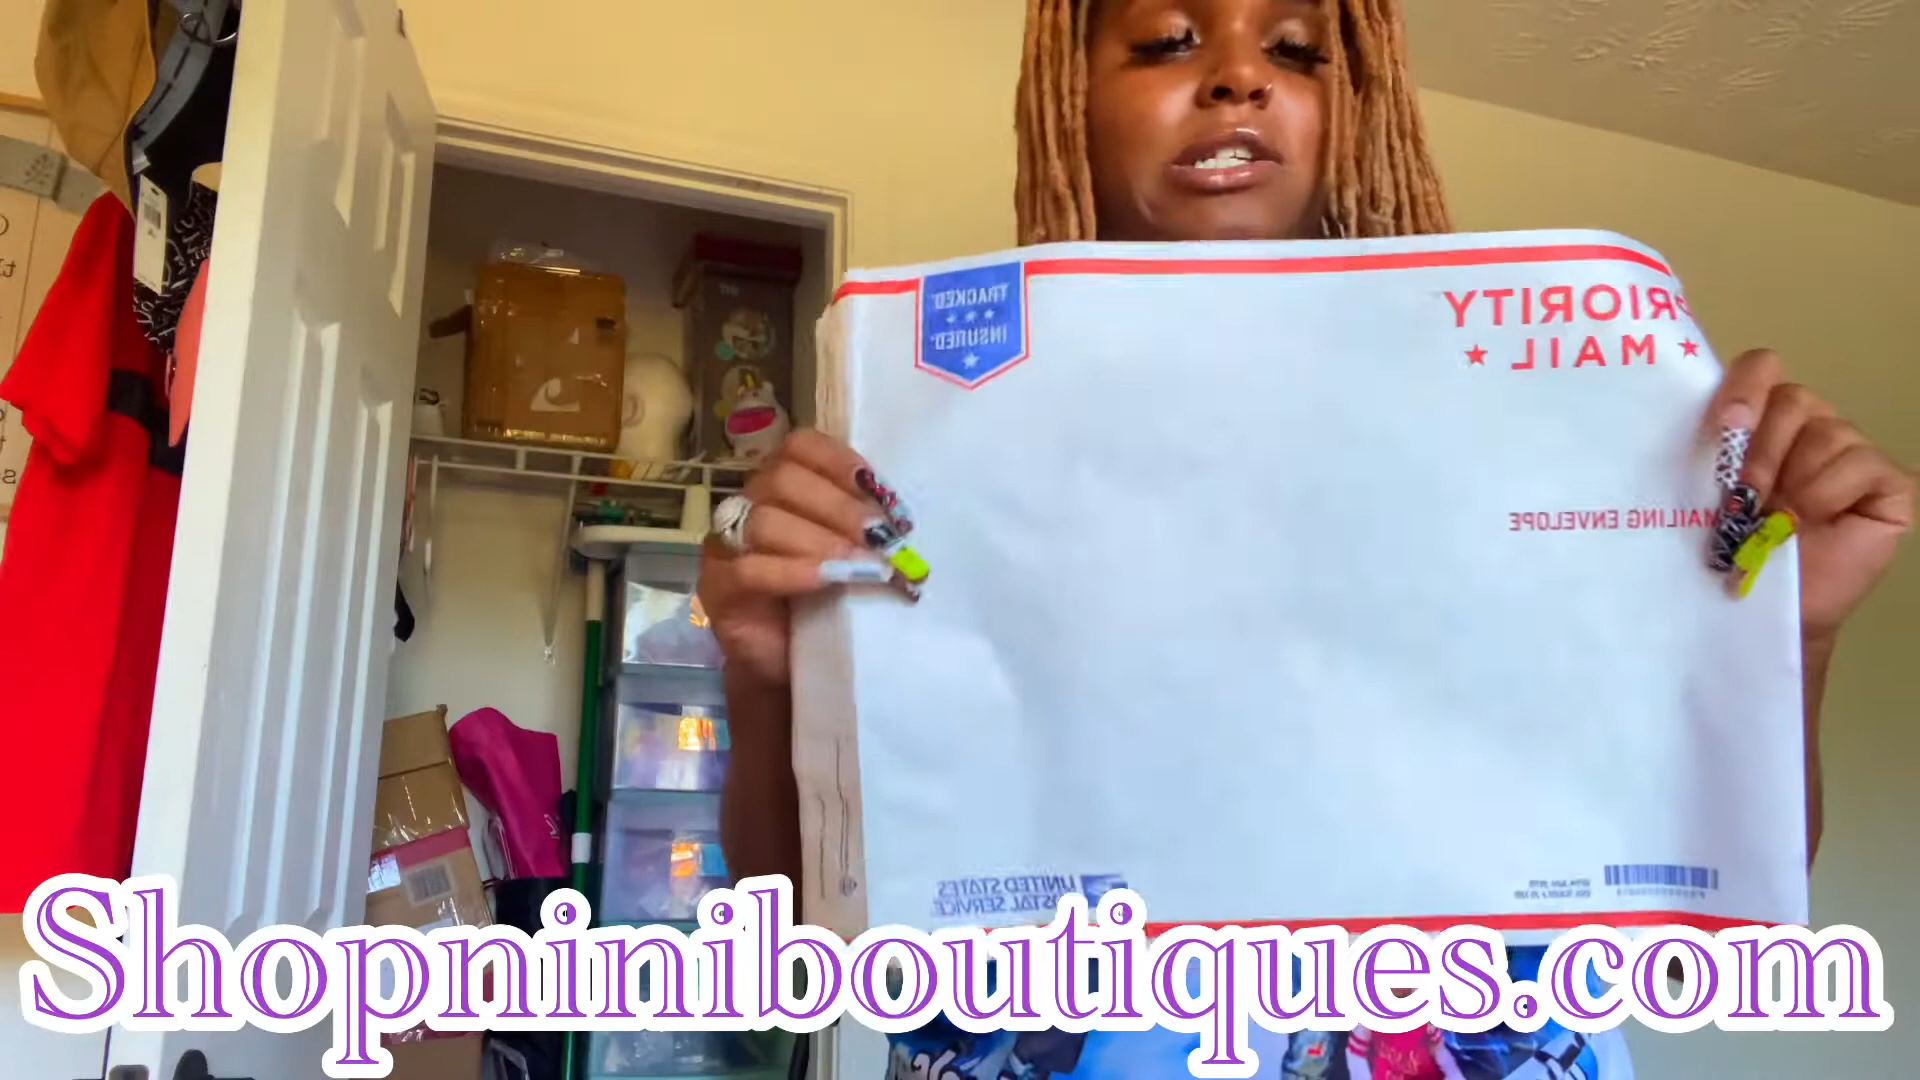 TRACKED
INSURED
PRIORITY
MAIL
MAILING ENVELOPE
UNITED STATES
POSTAL SERVICE
Shopniniboutiques.com